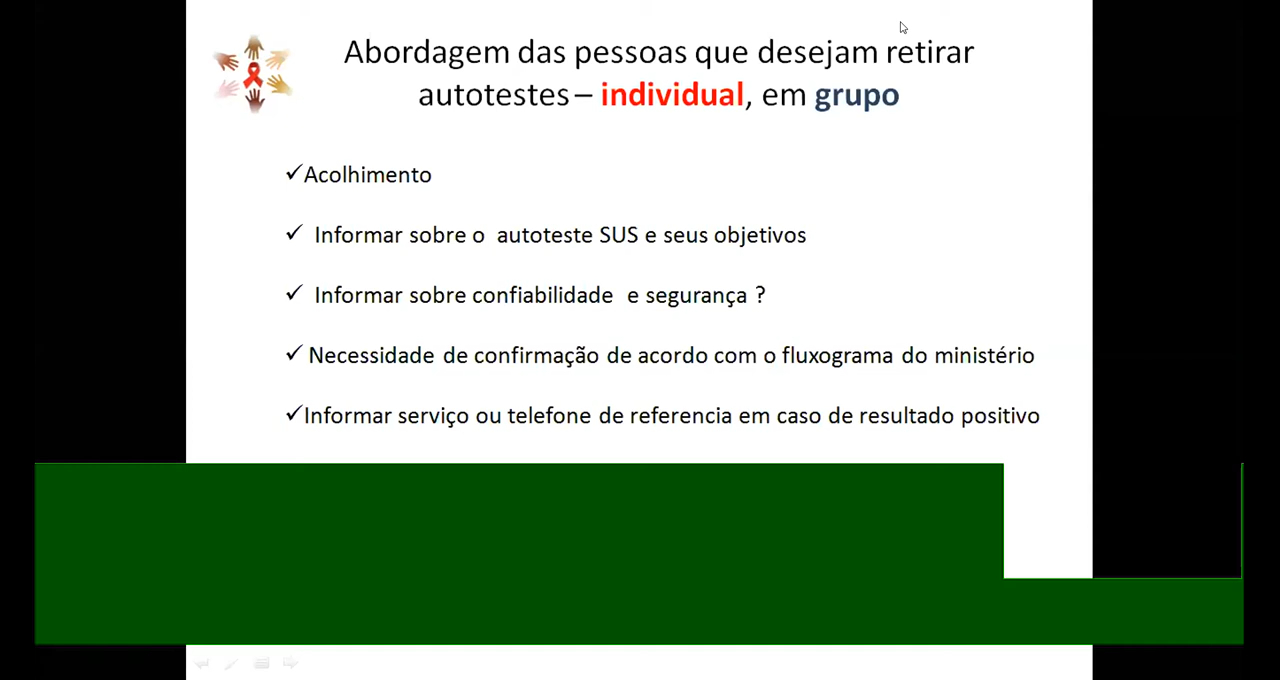 Abordagem das pessoas que desejam retirar
autotestes – individual, em grupo
✓Acolhimento
✓ Informar sobre o autoteste SUS e seus objetivos
✓ Informar sobre confiabilidade e segurança ?
✓ Necessidade de confirmação de acordo com o fluxograma do ministério
✓Informar serviço ou telefone de referencia em caso de resultado positivo